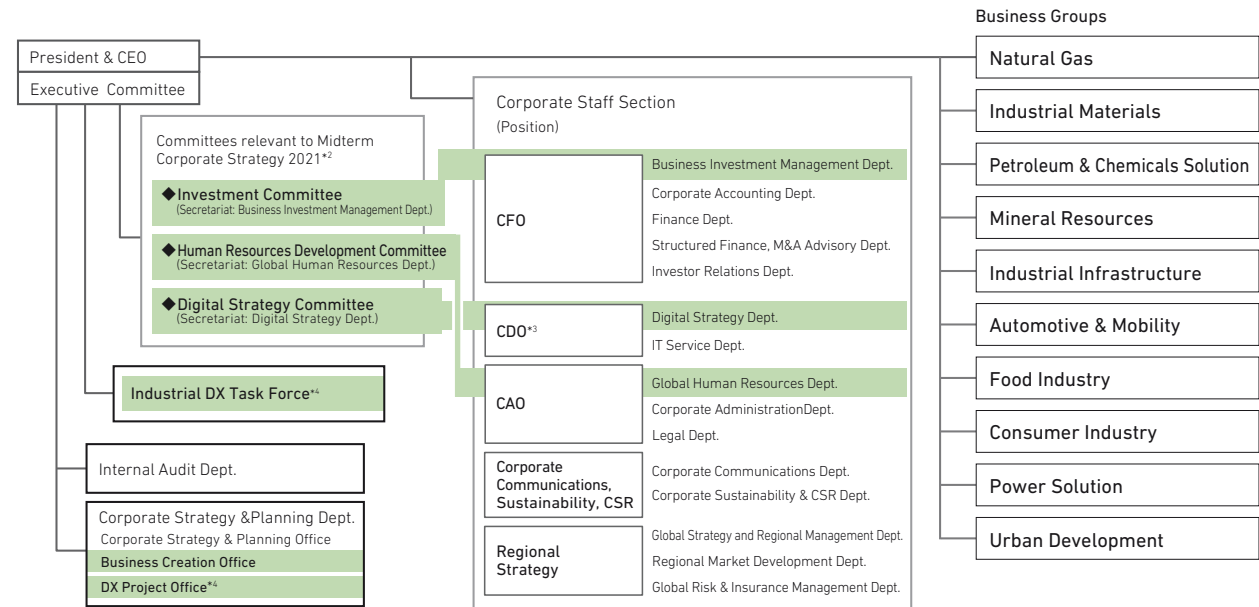 President & CEO
Executive Committee
Committees relevant to Midterm
Corporate Strategy 2021*2
◆Investment Committee
(Secretariat: Business Investment Management Dept.)
◆Human Resources Development Committee
(Secretariat: Global Human Resources Dept.)
◆Digital Strategy Committee
(Secretariat: Digital Strategy Dept.)
Industrial DX Task Force*4
Internal Audit Dept.
Corporate Strategy &Planning Dept.
Corporate Strategy & Planning Office
Business Creation Office
DX Project Office*4
Corporate Staff Section
(Position)
CFO
Business Investment Management Dept.
Corporate Accounting Dept.
Finance Dept.
Structured Finance, M&A Advisory Dept.
Investor Relations Dept.
CDO*3
Digital Strategy Dept.
IT Service Dept.
CAO
Global Human Resources Dept.
Corporate AdministrationDept.
Legal Dept.
Corporate
Communications,
Sustainability, CSR
Corporate Communications Dept.
Corporate Sustainability & CSR Dept.
Regional
Strategy
Global Strategy and Regional Management Dept.
Regional Market Development Dept.
Global Risk & Insurance Management Dept.
Business Groups
Natural Gas
Industrial Materials
Petroleum & Chemicals Solution
Mineral Resources
Industrial Infrastructure
Automotive & Mobility
Food Industry
Consumer Industry
Power Solution
Urban Development